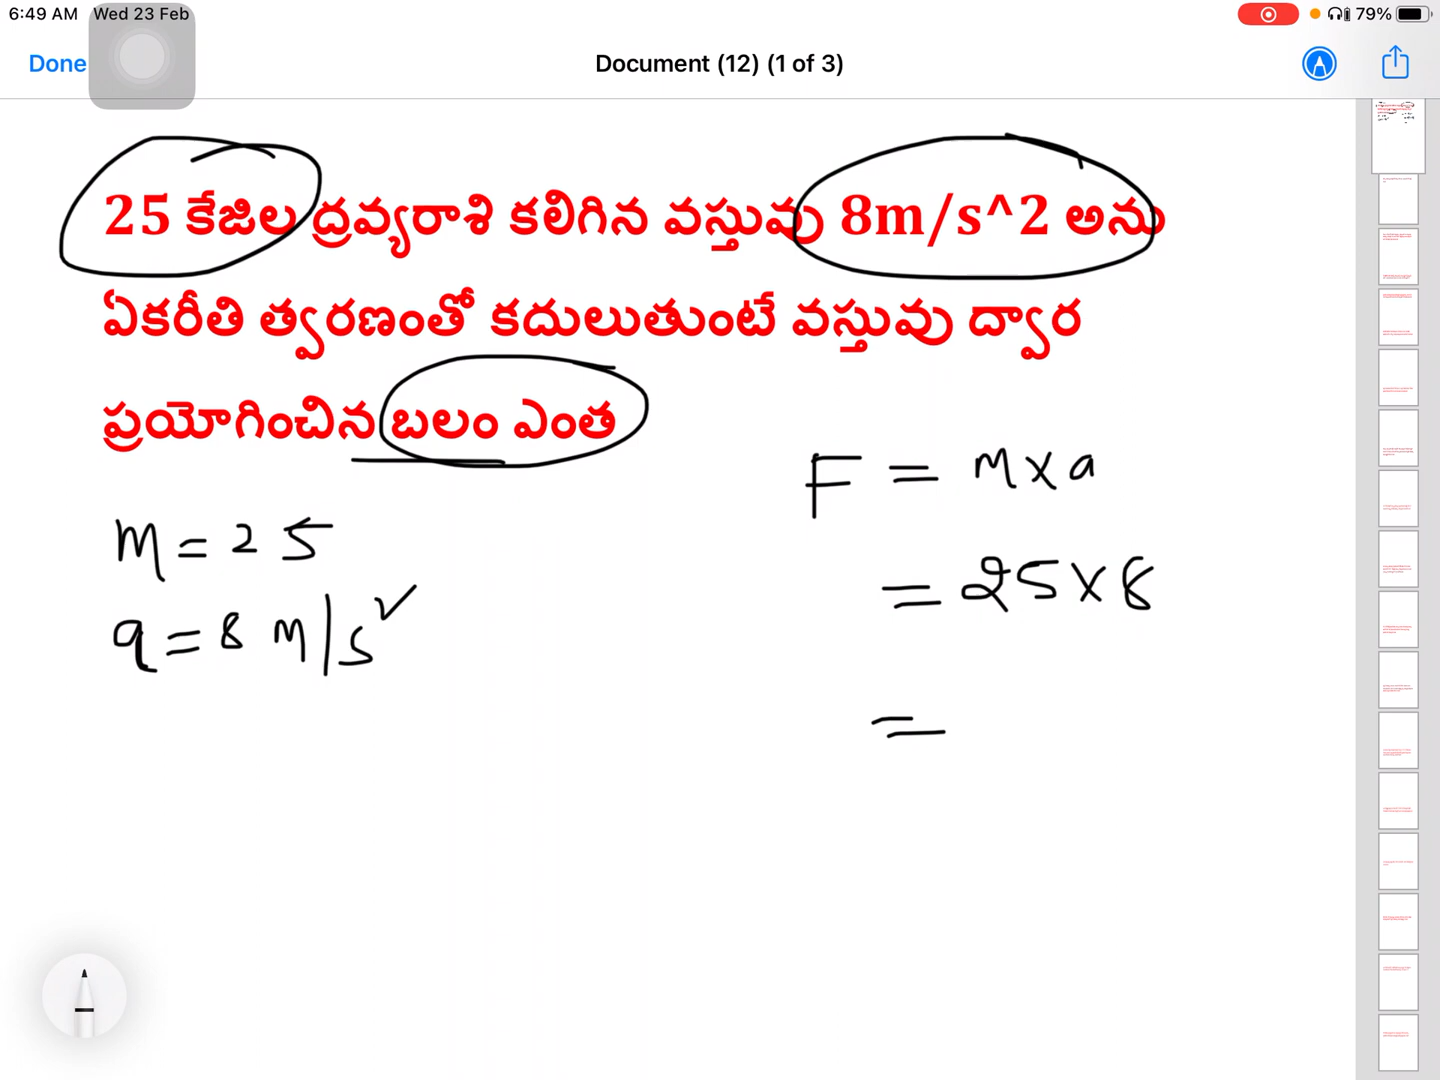 6:49 AM Wed 23 Feb
79%
Done
Document (12) (1 of 3)
25 కేజిల ద్రవ్యరాశి కలిగిన వస్తువు 8m/s^2 అను
ఏకరీతి త్వరణంతో కదులుతుంటే వస్తువు ద్వార
ప్రయోగించిన బలం ఎంత
m = 25
a = 8 m/s
F = m x a
= 25 x 8
=